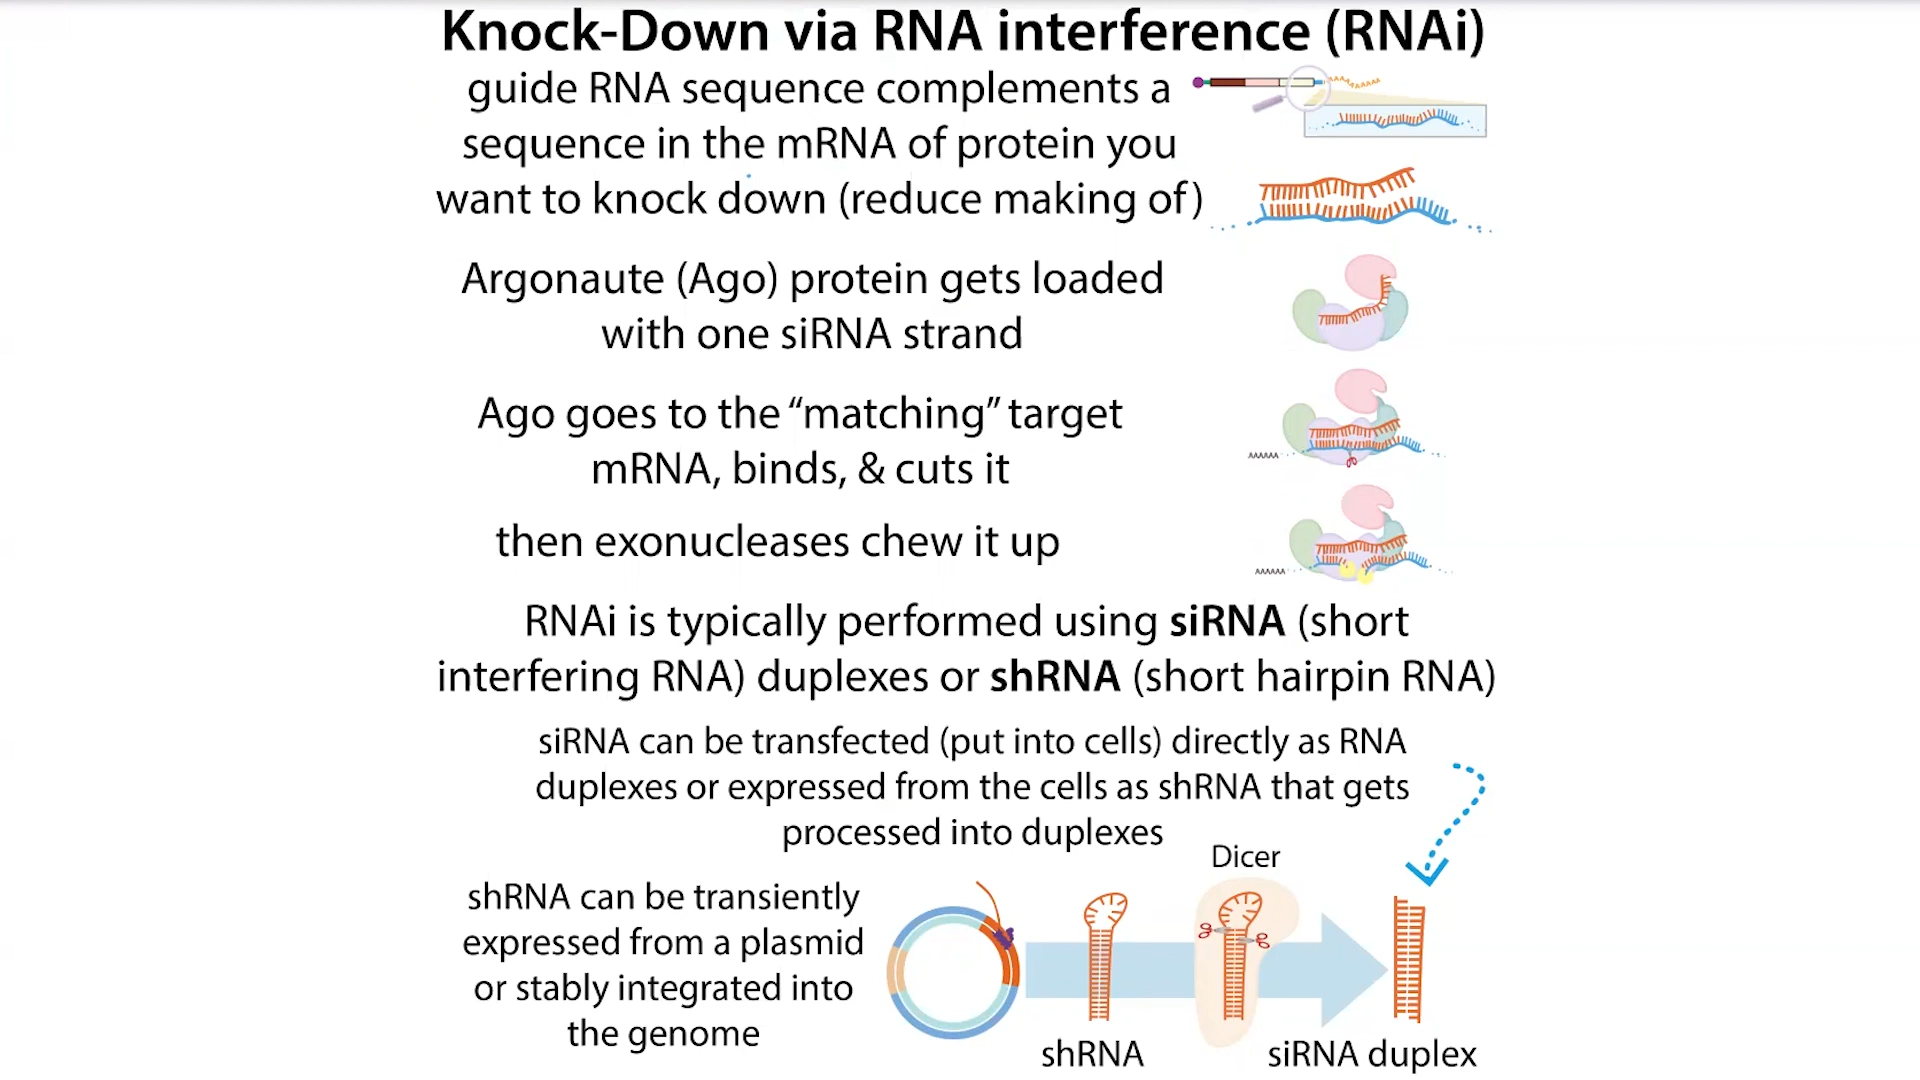 Knock-Down via RNA interference (RNAi)
guide RNA sequence complements a
sequence in the mRNA of protein you
want to knock down (reduce making of)
Argonaute (Ago) protein gets loaded
with one siRNA strand
Ago goes to the “matching” target
mRNA, binds, & cuts it
AAAAAA
then exonucleases chew it up
AAAAAA
RNAi is typically performed using siRNA (short
interfering RNA) duplexes or shRNA (short hairpin RNA)
siRNA can be transfected (put into cells) directly as RNA
duplexes or expressed from the cells as shRNA that gets
processed into duplexes
Dicer
shRNA can be transiently
expressed from a plasmid
or stably integrated into
the genome
shRNA
siRNA duplex